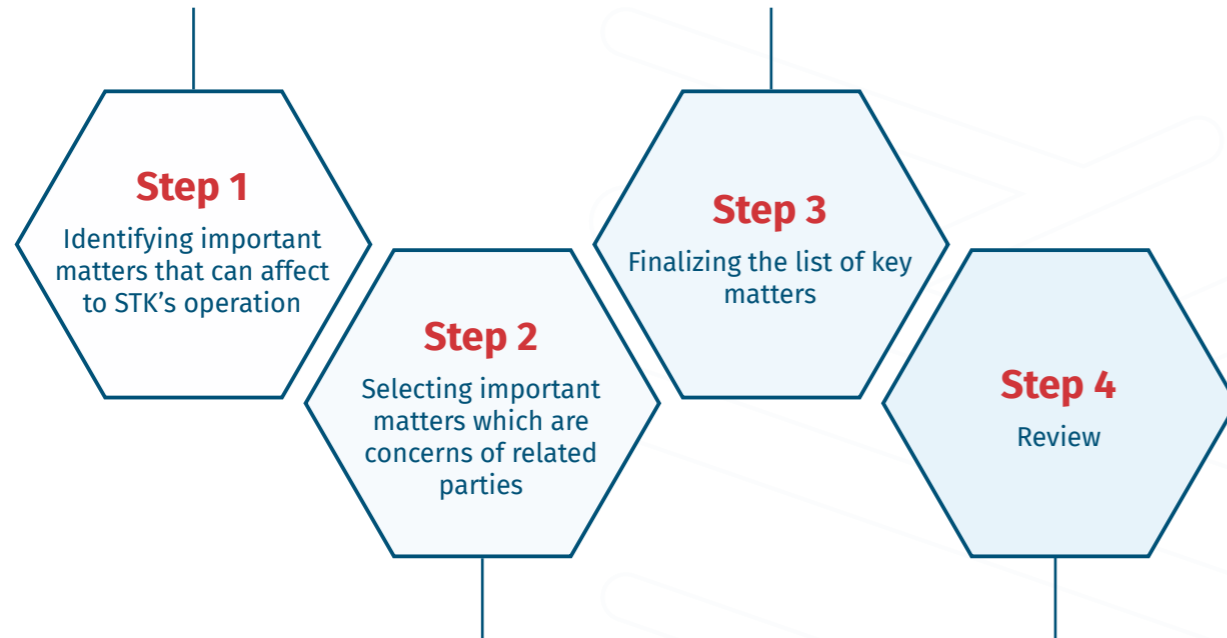 Step 1
Identifying important
matters that can affect
to STK’s operation
Step 2
Selecting important
matters which are
concerns of related
parties
Step 3
Finalizing the list of key
matters
Step 4
Review